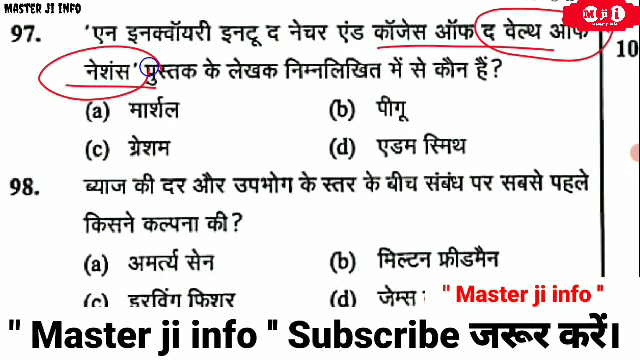 MASTER JI INFO
97. 'एन इनक्वॉयरी इनटू द नेचर एंड कॉजेस ऑफ द वेल्थ ऑफ
नेशंस' पुस्तक के लेखक निम्नलिखित में से कौन हैं?
10
(a) मार्शल (b) पीगू
(c) ग्रेशम (d) एडम स्मिथ
98. ब्याज की दर और उपभोग के स्तर के बीच संबंध पर सबसे पहले
किसने कल्पना की?
(a) अमर्त्य सेन (b) मिल्टन फ्रीडमैन
(c) इरविंग फिशर (d) जेम्स
" Master ji info "
" Master ji info " Subscribe जरूर करें।